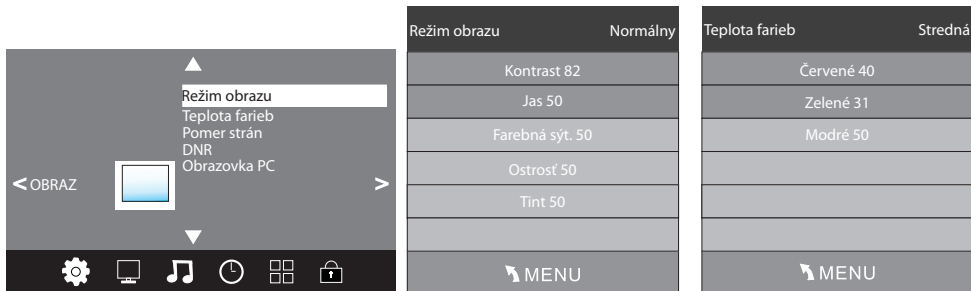 Režim obrazu
Teplota farieb
Pomer strán
DNR
Obrazovka PC
< OBRAZ >
Režim obrazu Normálny
Kontrast 82
Jas 50
Farebná sýt. 50
Ostrosť 50
Tint 50
MENU
Teplota farieb Stredná
Červené 40
Zelené 31
Modré 50
MENU